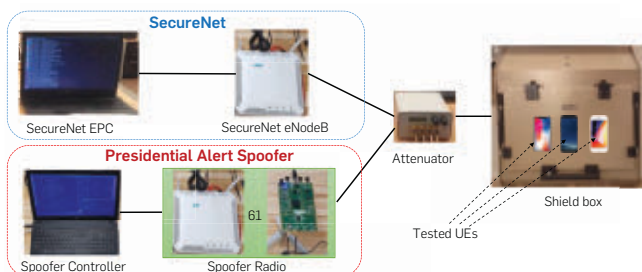 SecureNet
SecureNet EPC
SecureNet eNodeB
Presidential Alert Spoofer
61
Spoofer Controller
Spoofer Radio
Attenuator
Tested UEs
Shield box